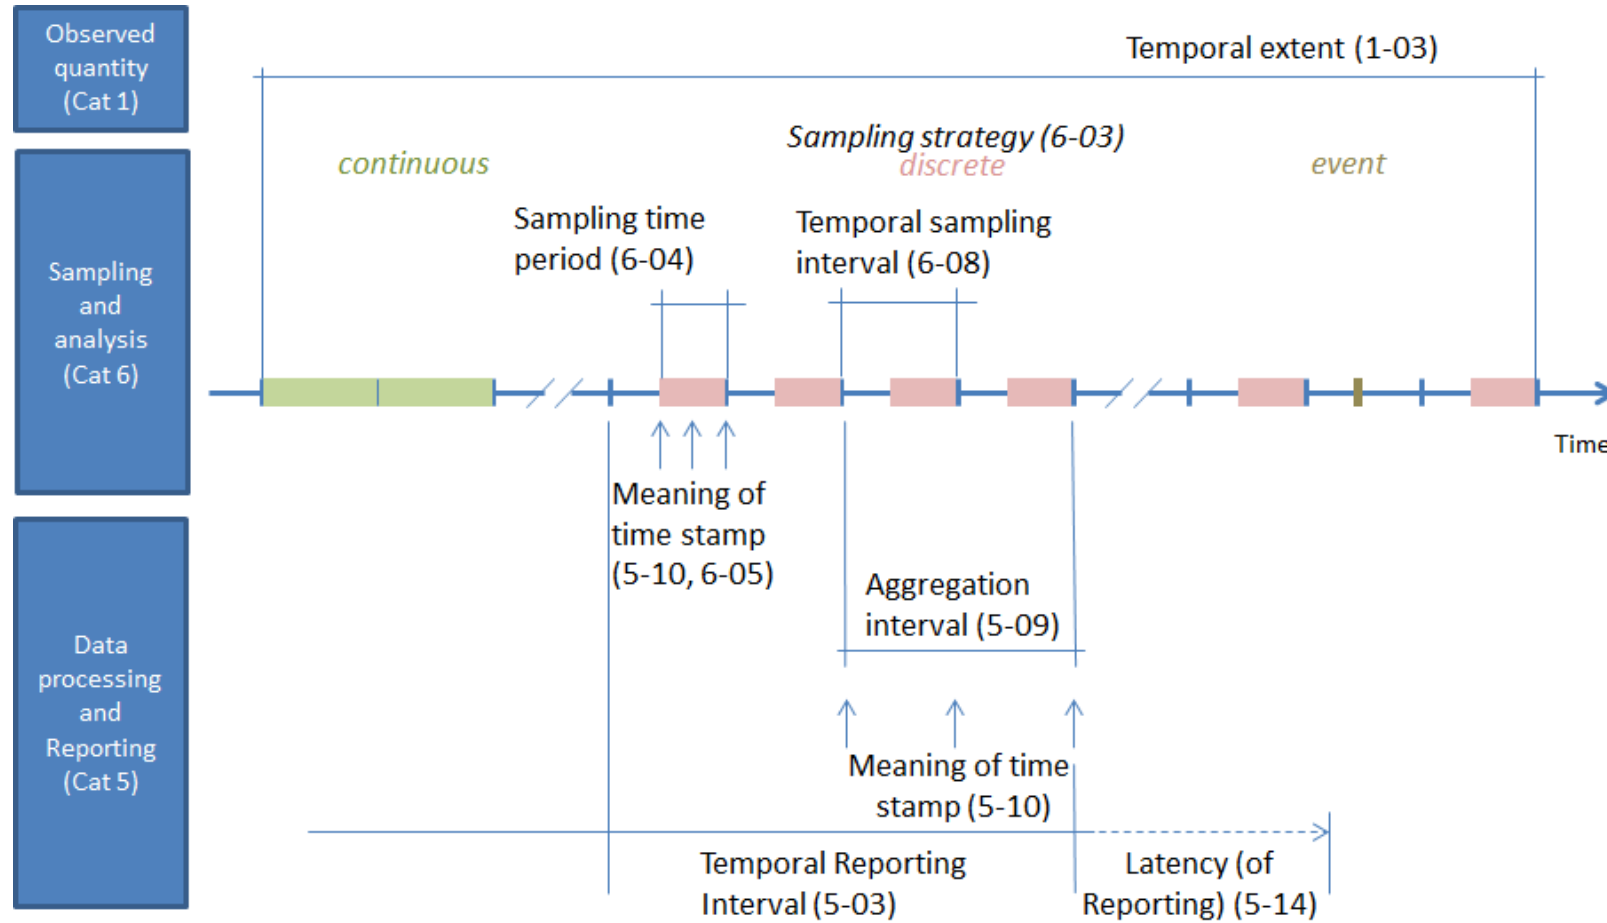 Observed
quantity
(Cat 1)
Temporal extent (1-03)
Sampling strategy (6-03)
continuous
discrete
event
Sampling time
period (6-04)
Temporal sampling
interval (6-08)
Sampling
and
analysis
(Cat 6)
Time
Meaning of
time stamp
(5-10, 6-05)
Aggregation
interval (5-09)
Data
processing
and
Reporting
(Cat 5)
Meaning of time
stamp (5-10)
Temporal Reporting
Interval (5-03)
Latency (of
Reporting) (5-14)